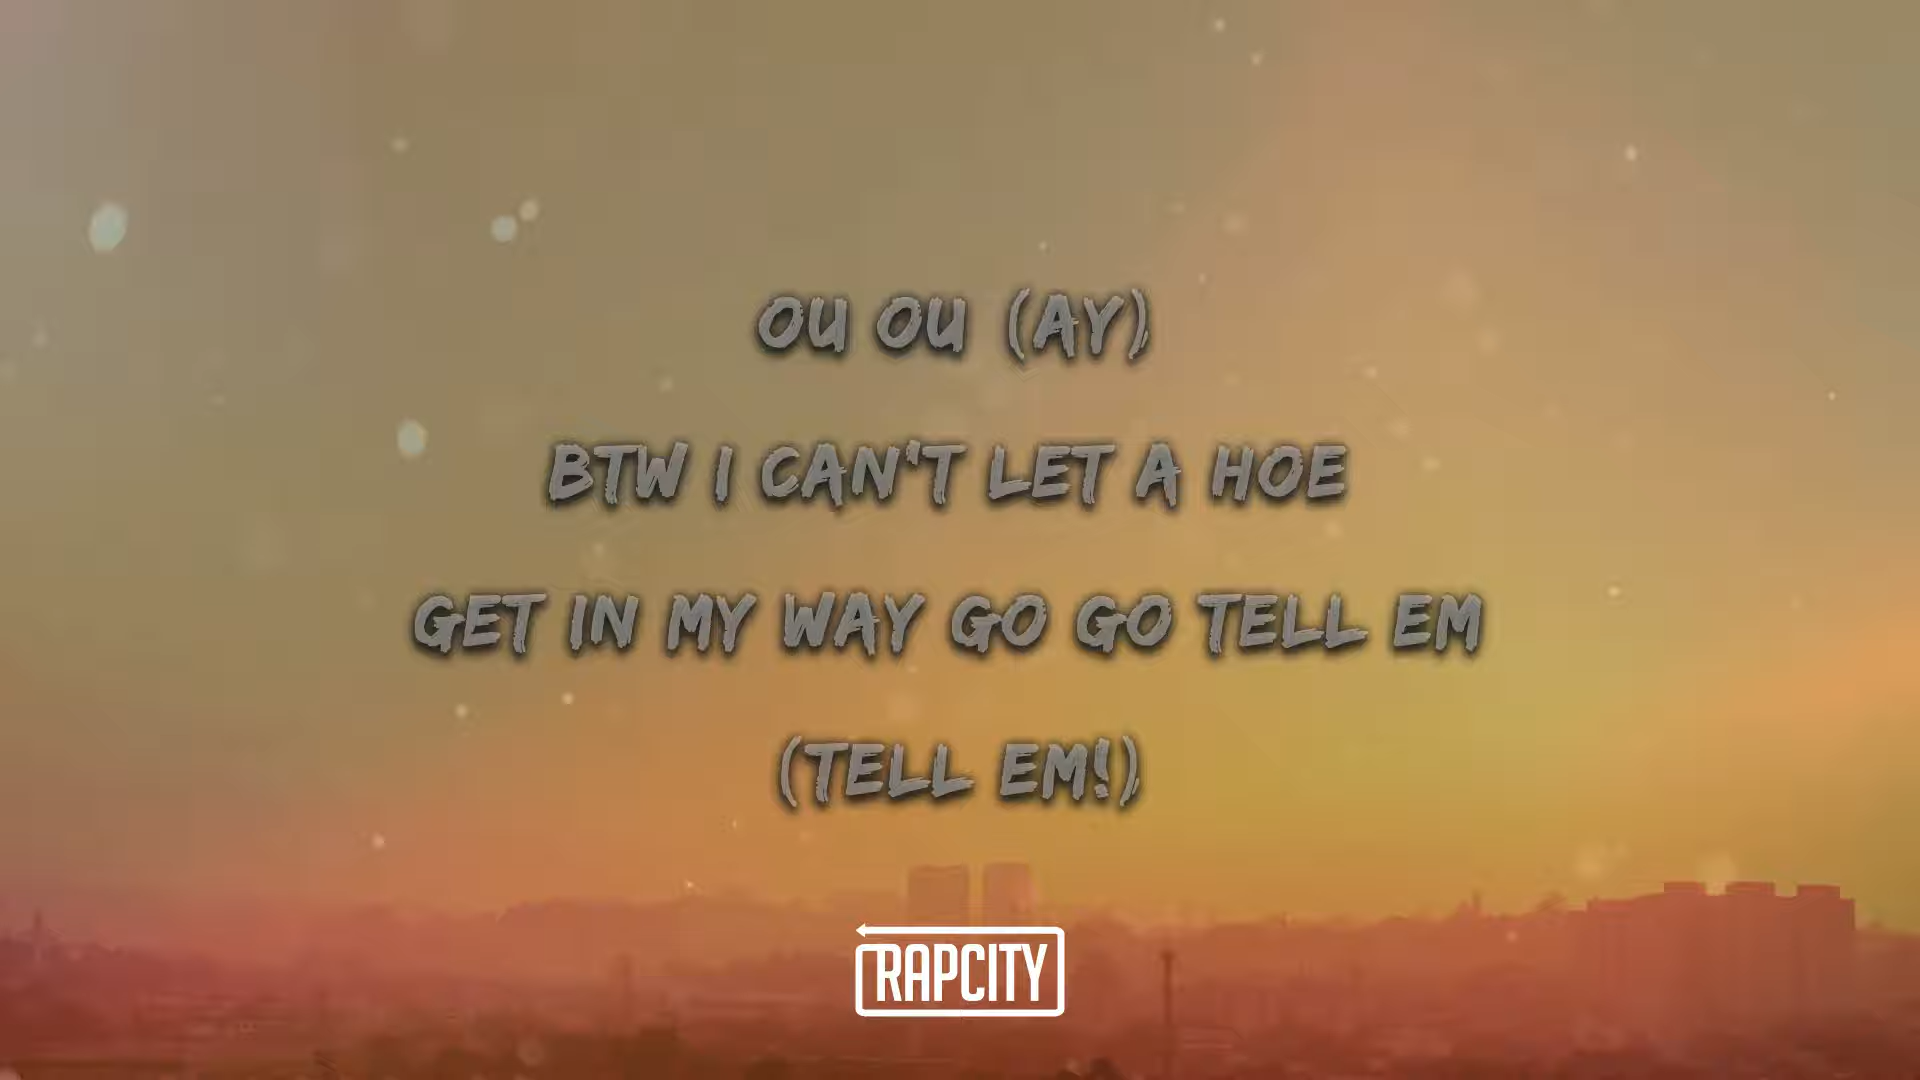 OU OU (AY)
BTW I CAN'T LET A HOE
GET IN MY WAY GO GO TELL EM
(TELL EM!)
RAPCITY